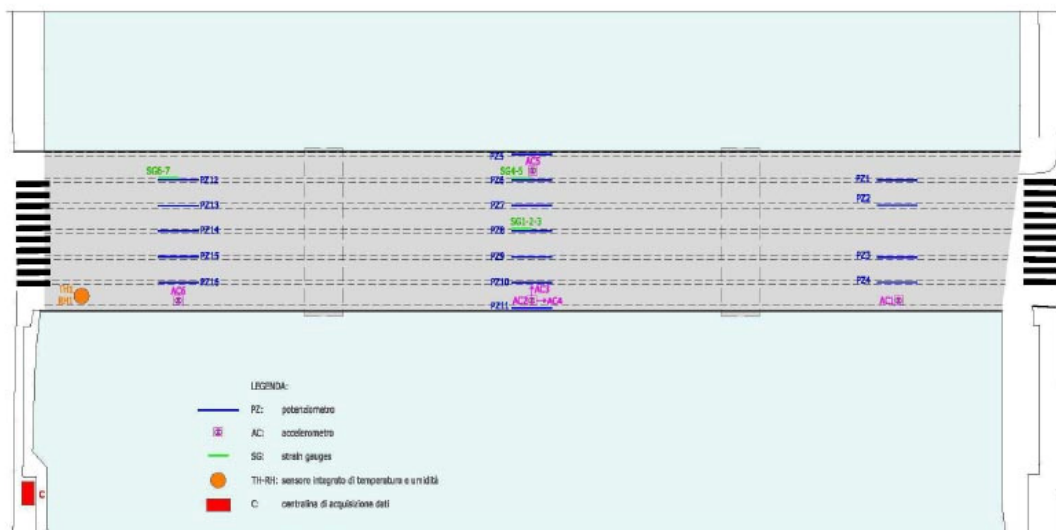 PZ5
AC5
SG6-7
SG4-5
PZ12
PZ6
PZ1
PZ13
PZ7
PZ2
SG1-2-3
PZ14
PZ8
PZ15
PZ9
PZ3
PZ16
PZ10
PZ4
TH1
AC6
AC3
RH1
AC2
AC4
AC1
PZ11
LEGENDA:
PZ: potenziometro
AC: accelerometro
SG: strain gauges
TH-RH: sensore integrato di temperatura e umidità
C
C: centralina di acquisizione dati